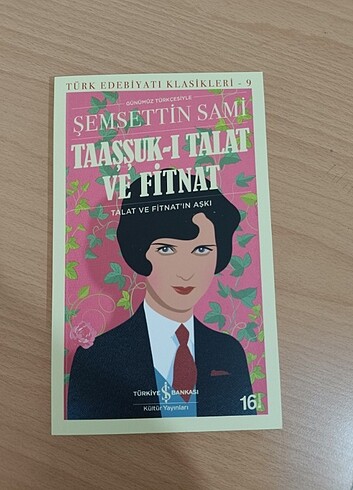 TÜRK EDEBİYATI KLASİKLERİ - 9
GÜNÜMÜZ TÜRKÇESİYLE
ŞEMSETTİN SAMİ
TAAŞŞUK-I TALAT
VE FİTNAT
TALAT VE FİTNAT'IN AŞKI
TÜRKİYE İŞ BANKASI
Kültür Yayınları
16.